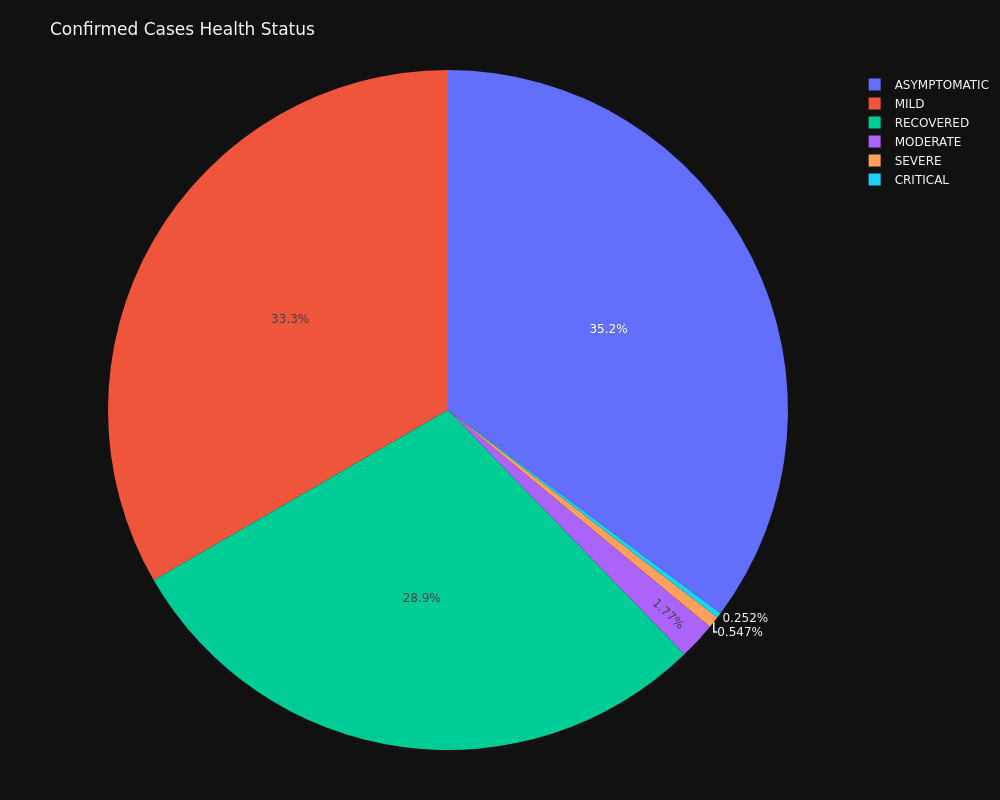 Confirmed Cases Health Status
ASYMPTOMATIC
MILD
RECOVERED
MODERATE
SEVERE
CRITICAL
33.3%
35.2%
28.9%
1.77%
0.252%
0.547%